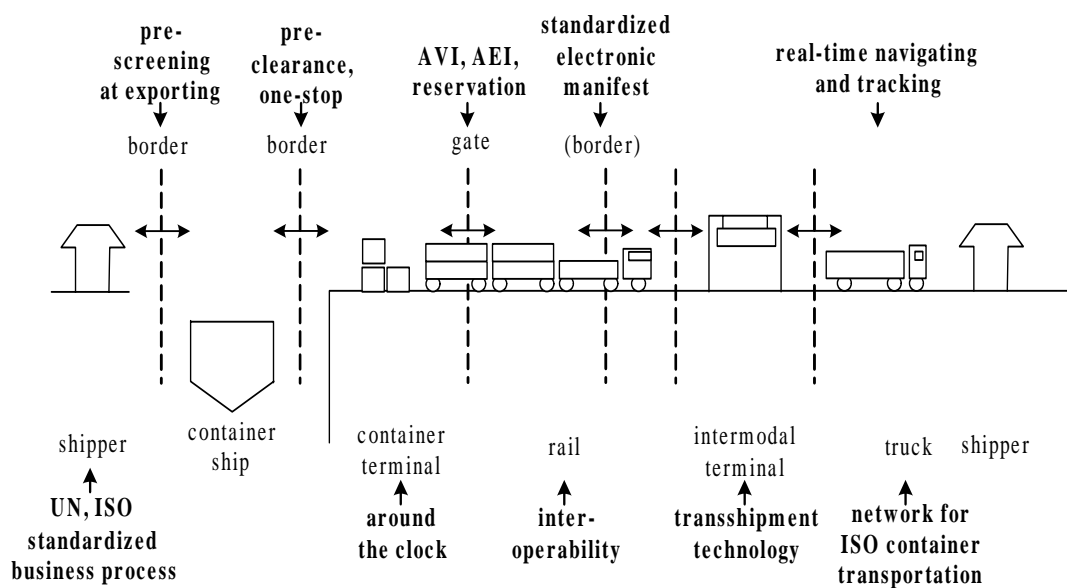 pre-
screening
at exporting
border
pre-
clearance,
one-stop
border
AVI, AEI,
reservation
gate
standardized
electronic
manifest
(border)
real-time navigating
and tracking
shipper
UN, ISO
standardized
business process
container
ship
container
terminal
around
the clock
rail
inter-
operability
intermodal
terminal
transshipment
technology
truck
network for
ISO container
transportation
shipper